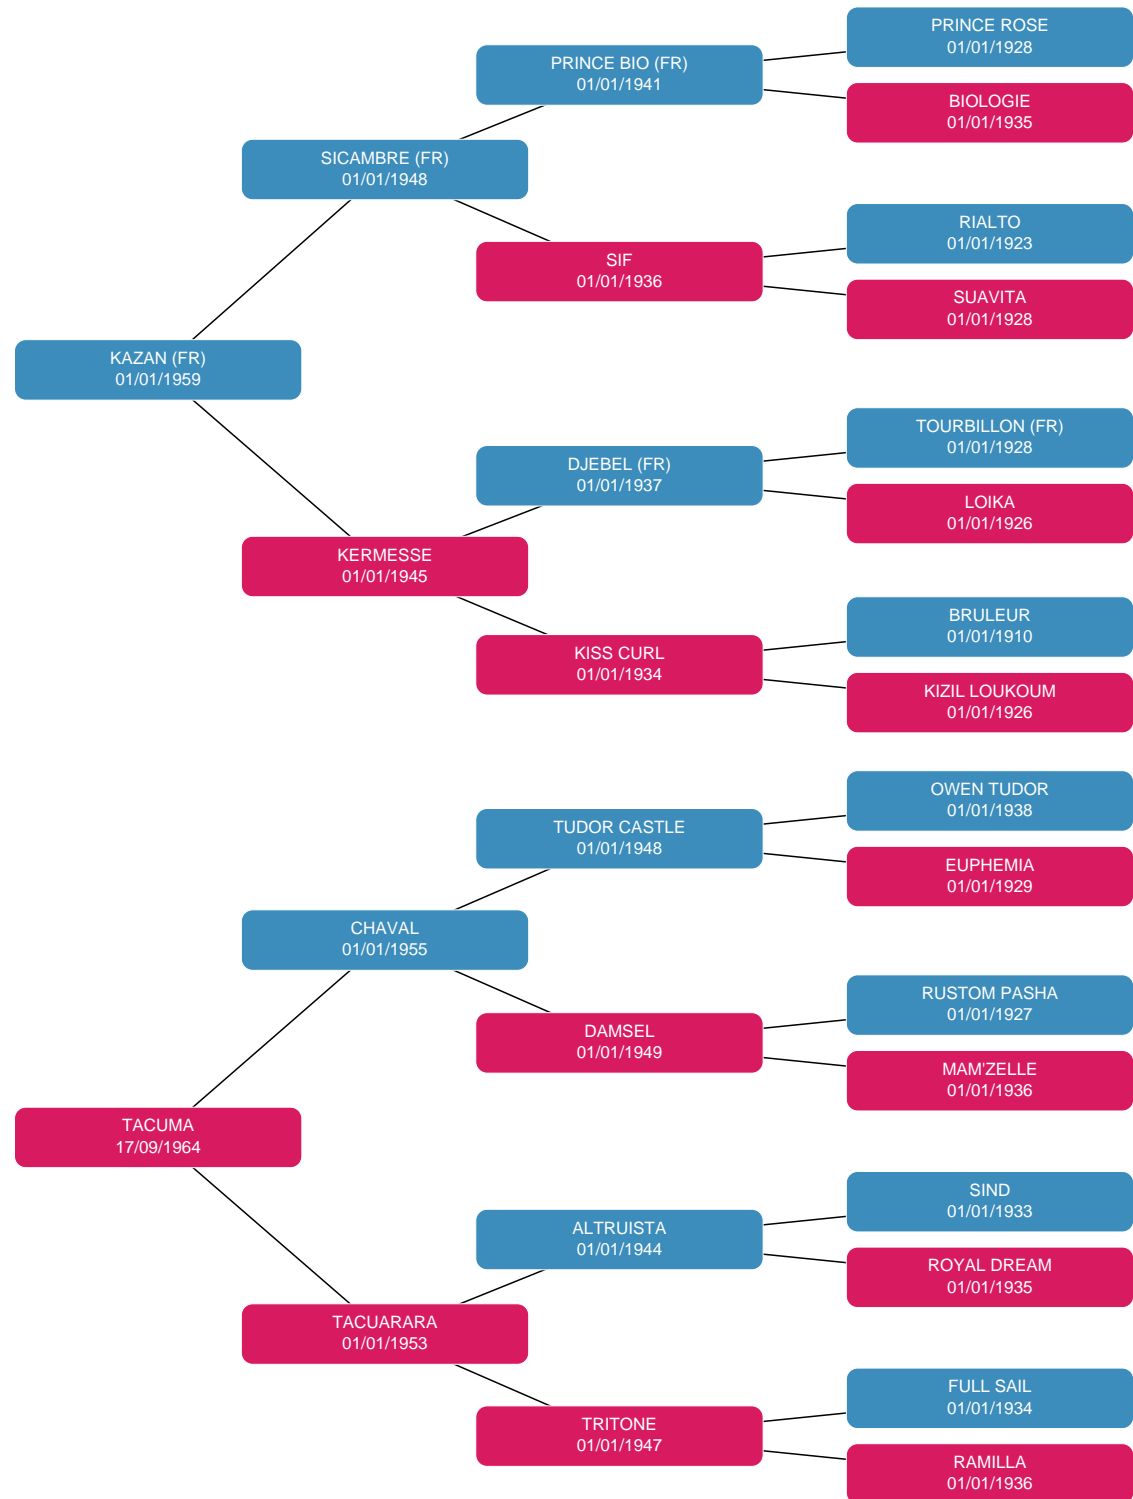 PRINCE ROSE
01/01/1928
PRINCE BIO (FR)
01/01/1941
BIOLOGIE
01/01/1935
SICAMBRE (FR)
01/01/1948
RIALTO
01/01/1923
SIF
01/01/1936
SUAVITA
01/01/1928
KAZAN (FR)
01/01/1959
TOURBILLON (FR)
01/01/1928
DJEBEL (FR)
01/01/1937
LOIKA
01/01/1926
KERMESSE
01/01/1945
BRULEUR
01/01/1910
KISS CURL
01/01/1934
KIZIL LOUKOUM
01/01/1926
OWEN TUDOR
01/01/1938
TUDOR CASTLE
01/01/1948
EUPHEMIA
01/01/1929
CHAVAL
01/01/1955
RUSTOM PASHA
01/01/1927
DAMSEL
01/01/1949
MAM'ZELLE
01/01/1936
TACUMA
17/09/1964
SIND
01/01/1933
ALTRUISTA
01/01/1944
ROYAL DREAM
01/01/1935
TACUARARA
01/01/1953
FULL SAIL
01/01/1934
TRITONE
01/01/1947
RAMILLA
01/01/1936